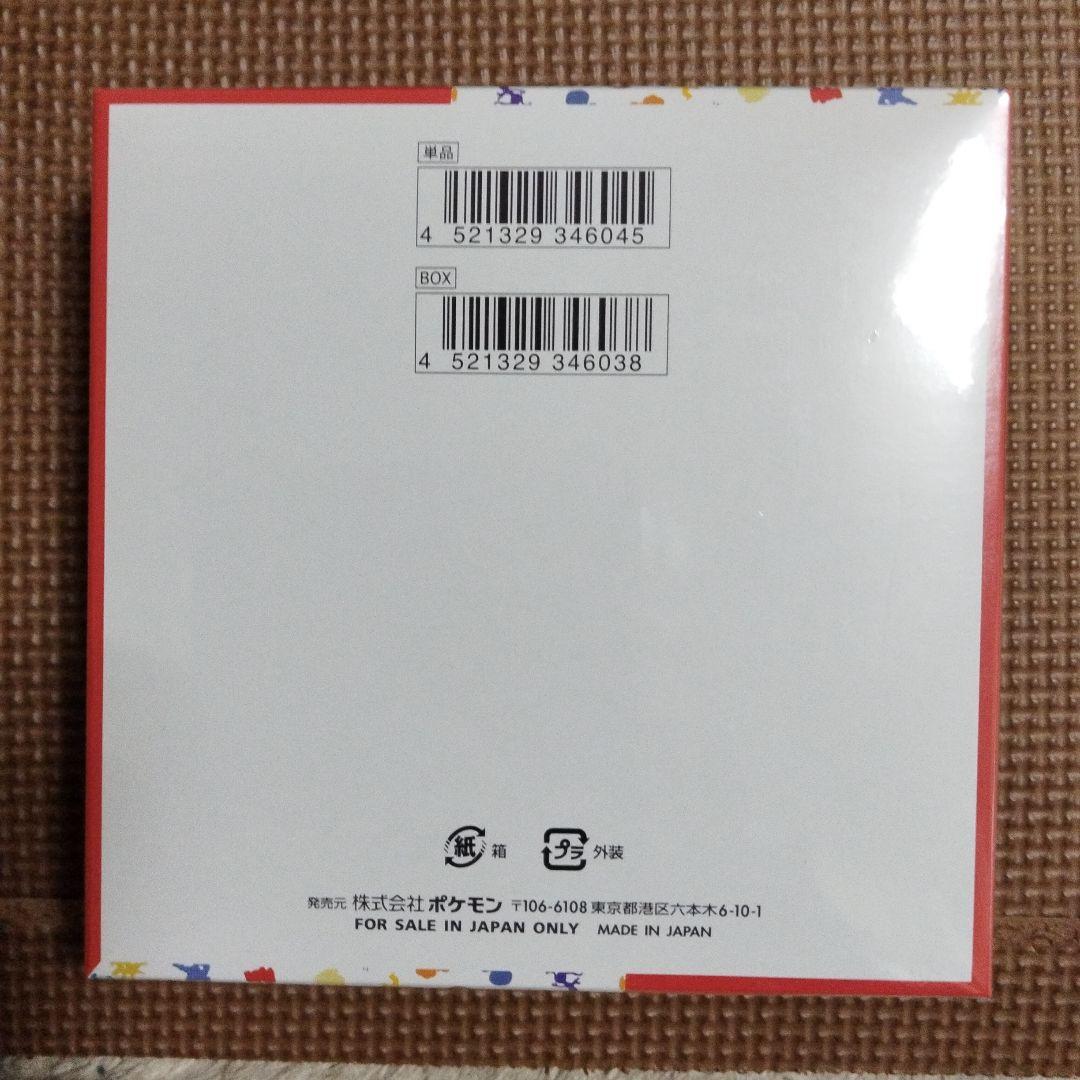 単品
4 521329 346045
BOX
4 521329 346038
紙 箱 プラ 外装
発売元 株式会社 ポケモン 〒106-6108 東京都港区六本木6-10-1
FOR SALE IN JAPAN ONLY MADE IN JAPAN